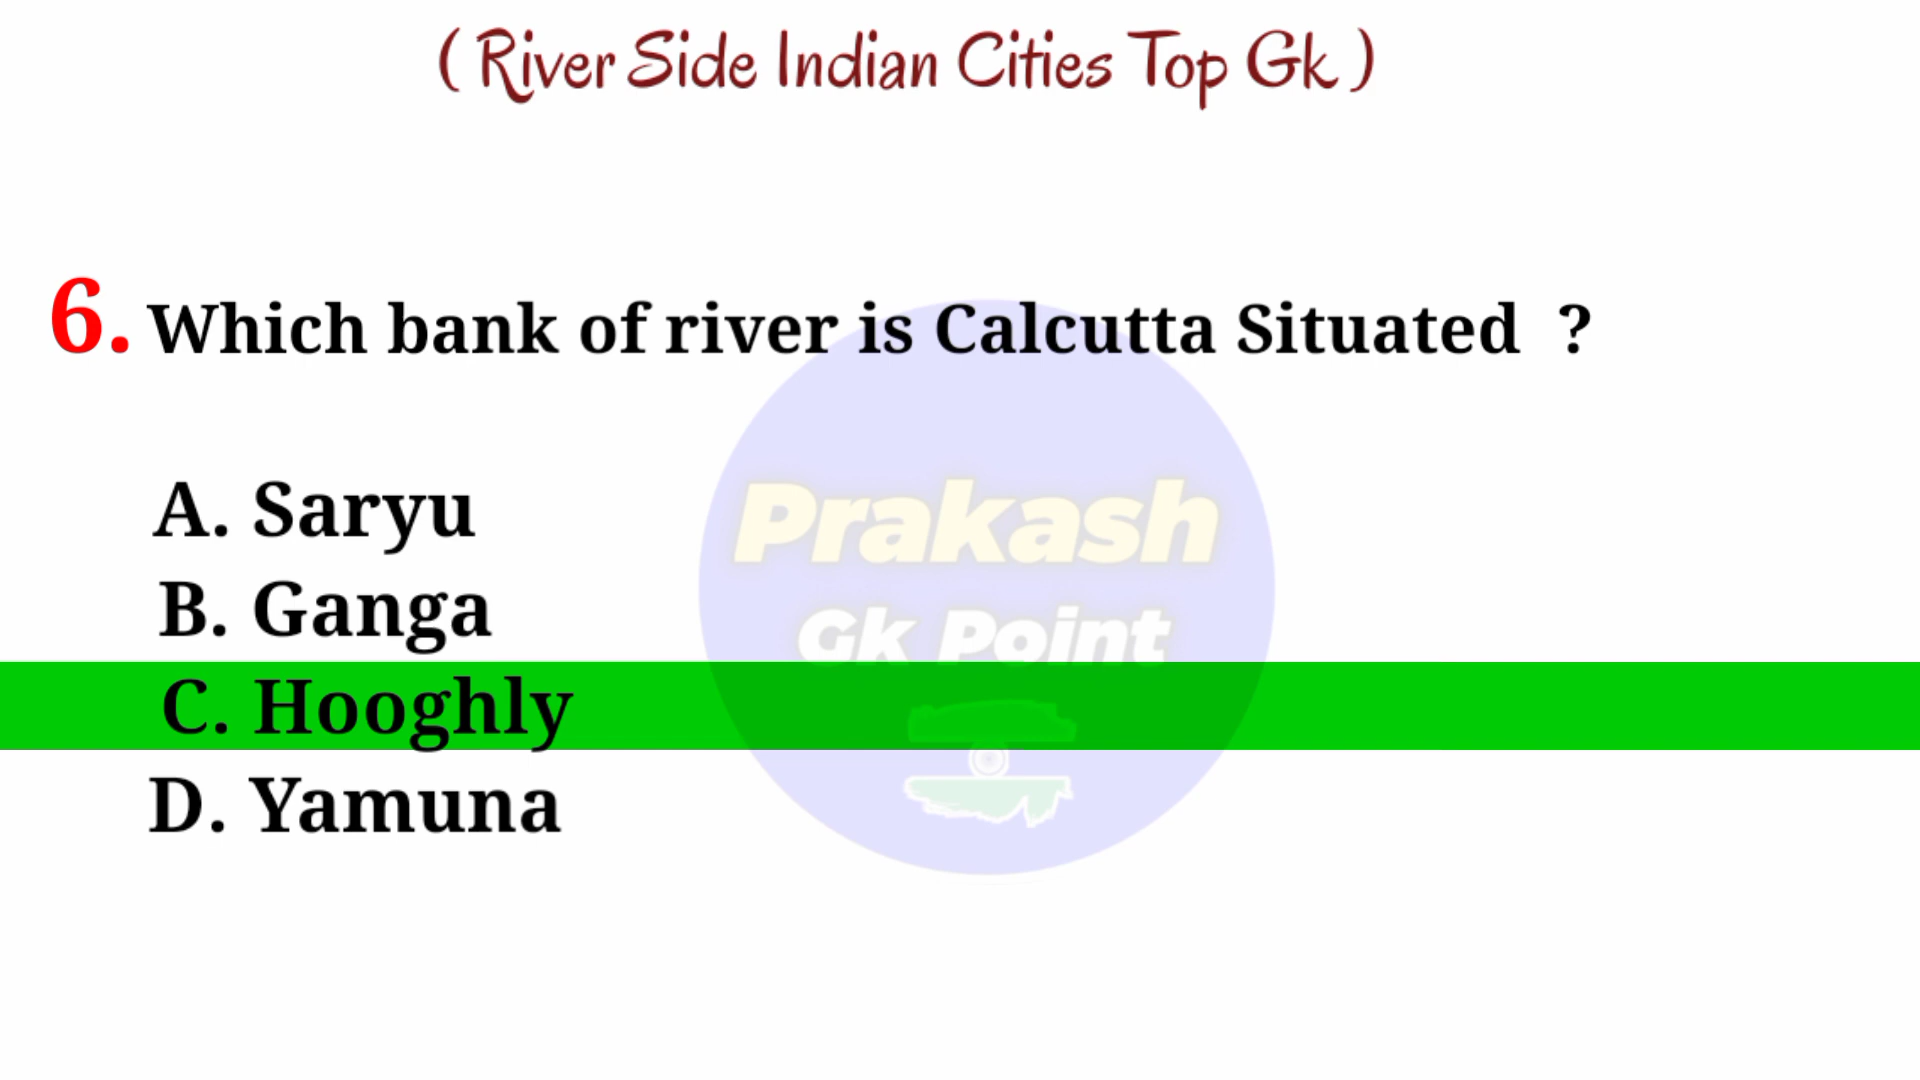 ( River Side Indian Cities Top Gk )
6. Which bank of river is Calcutta Situated ?
A. Saryu
Prakash
B. Ganga
Gk Point
C. Hooghly
D. Yamuna